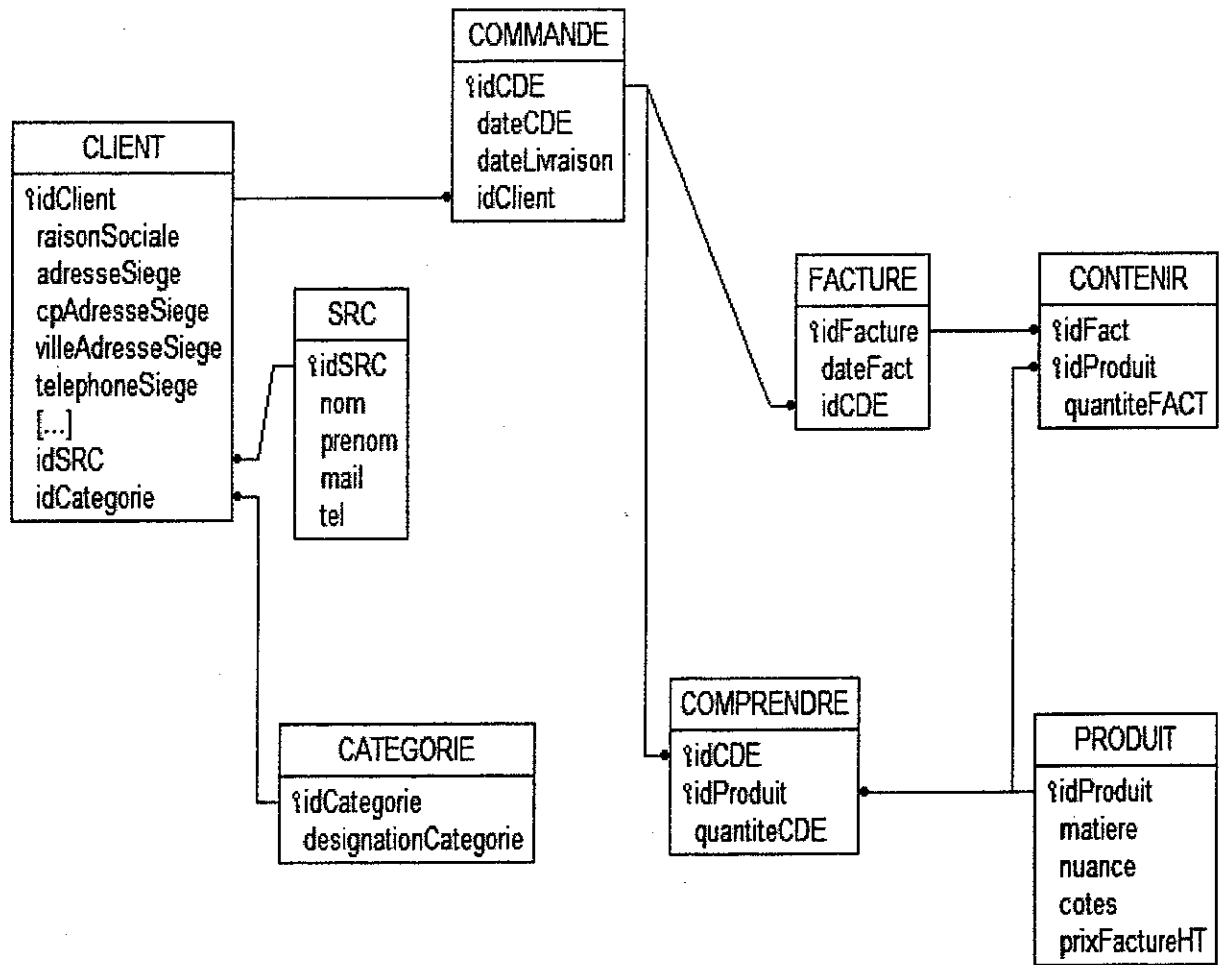 COMMANDE
idCDE
dateCDE
dateLivraison
idClient
CLIENT
idClient
raisonSociale
adresseSiege
cpAdresseSiege
villeAdresseSiege
telephoneSiege
[...]
idSRC
idCategorie
SRC
idSRC
nom
prenom
mail
tel
FACTURE
idFacture
dateFact
idCDE
CONTENIR
idFact
idProduit
quantiteFACT
CATEGORIE
idCategorie
designationCategorie
COMPRENDRE
idCDE
idProduit
quantiteCDE
PRODUIT
idProduit
matiere
nuance
cotes
prixFactureHT